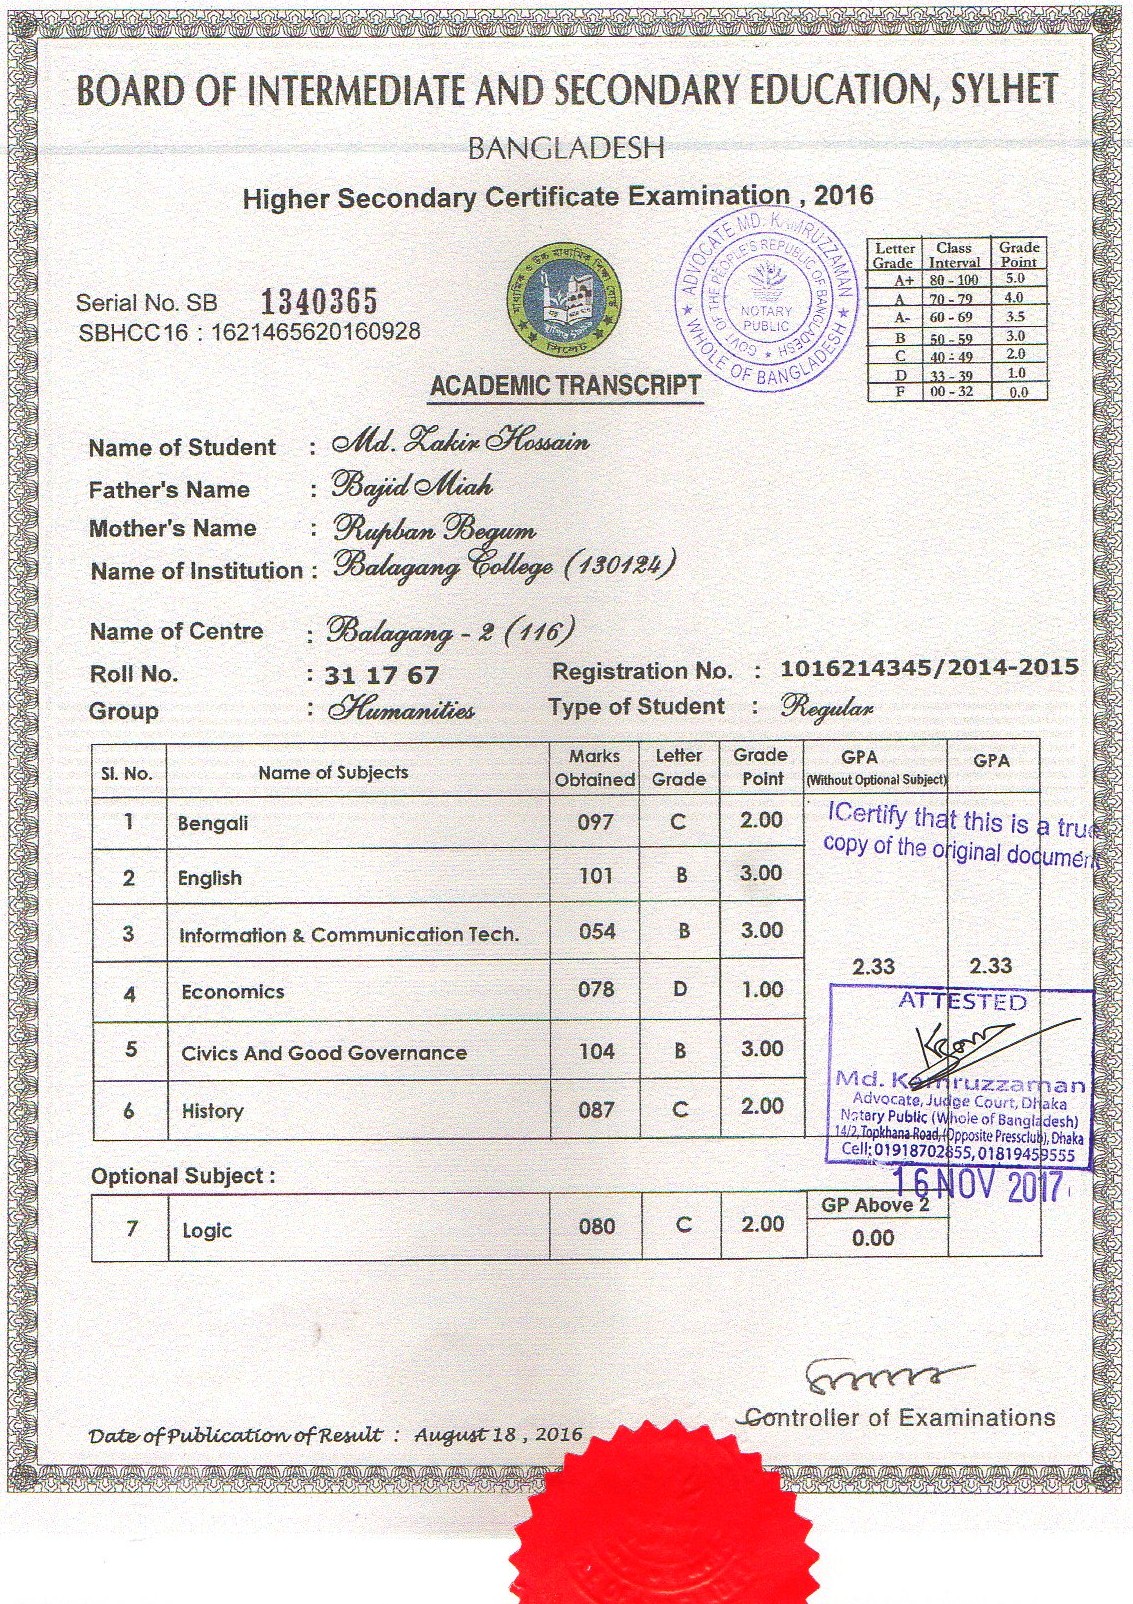 BOARD OF INTERMEDIATE AND SECONDARY EDUCATION, SYLHET
BANGLADESH
Higher Secondary Certificate Examination , 2016
Serial No. SB 1340365
SBHCC16 : 1621465620160928
মাধ্যমিক ও উচ্চ মাধ্যমিক শিক্ষা বোর্ড
সিলেট
ADVOCATE MD. KAMRUZZAMAN
WHOLE OF BANGLADESH
GOVT OF THE PEOPLE'S REPUBLIC OF BANGLADESH
NOTARY
PUBLIC
Letter Grade Class Interval Grade Point
A+ 80 - 100 5.0
A 70 - 79 4.0
A- 60 - 69 3.5
B 50 - 59 3.0
C 40 - 49 2.0
D 33 - 39 1.0
F 00 - 32 0.0
ACADEMIC TRANSCRIPT
Name of Student : Md. Zakir Hossain
Father's Name : Bajid Miah
Mother's Name : Rupban Begum
Name of Institution : Balagang College (130124)
Name of Centre : Balagang - 2 (116)
Roll No. : 31 17 67 Registration No. : 1016214345/2014-2015
Group : Humanities Type of Student : Regular
Sl. No. Name of Subjects Marks Obtained Letter Grade Grade Point GPA (Without Optional Subject) GPA
1 Bengali 097 C 2.00
2 English 101 B 3.00
3 Information & Communication Tech. 054 B 3.00
4 Economics 078 D 1.00
5 Civics And Good Governance 104 B 3.00
6 History 087 C 2.00
2.33 2.33
ICertify that this is a true
copy of the original document
ATTESTED
Md. Kamruzzaman
Advocate, Judge Court, Dhaka
Notary Public (Whole of Bangladesh)
14/2, Topkhana Road, (Opposite Pressclub), Dhaka
Cell: 01918702855, 01819459555
16 NOV 2017
Optional Subject :
7 Logic 080 C 2.00
GP Above 2
0.00
Controller of Examinations
Date of Publication of Result : August 18 , 2016